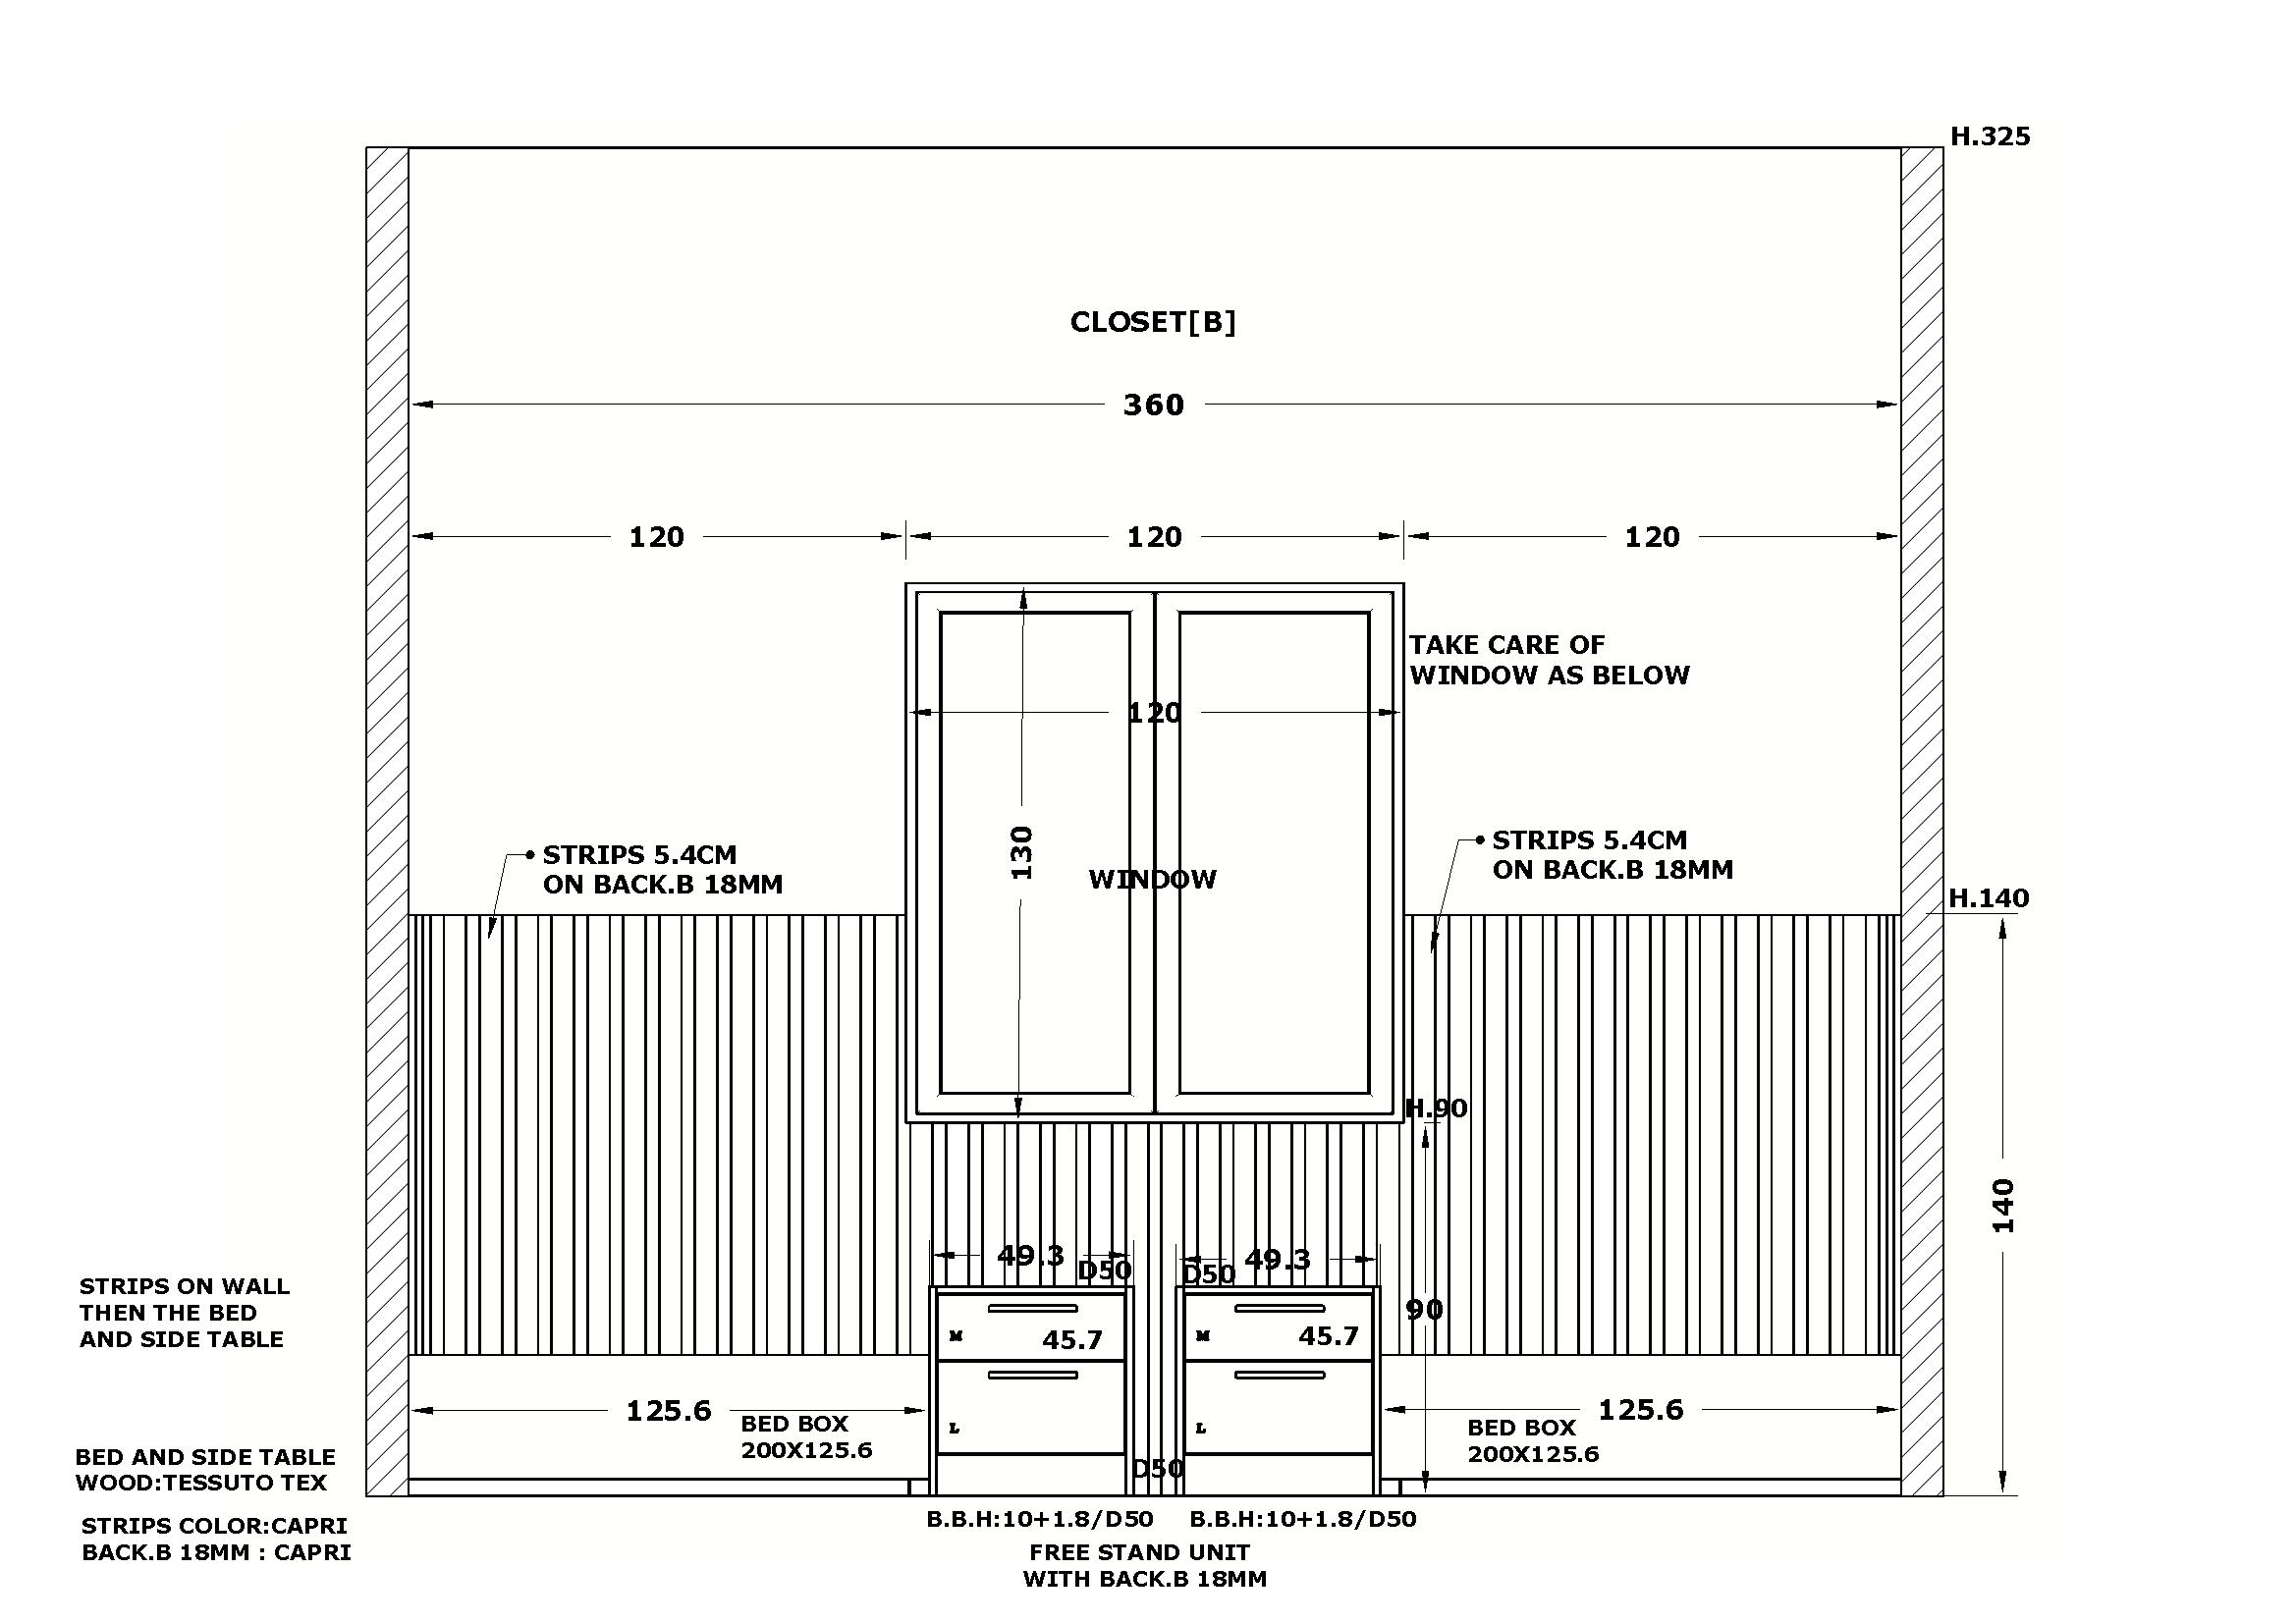 H.325
CLOSET[B]
360
120
120
120
TAKE CARE OF
WINDOW AS BELOW
120
130
WINDOW
STRIPS 5.4CM
ON BACK.B 18MM
STRIPS 5.4CM
ON BACK.B 18MM
H.140
H.90
140
49.3
D50
D50
49.3
STRIPS ON WALL
THEN THE BED
AND SIDE TABLE
90
M
45.7
M
45.7
125.6
BED BOX
200X125.6
L
L
125.6
BED BOX
200X125.6
D50
BED AND SIDE TABLE
WOOD:TESSUTO TEX
STRIPS COLOR:CAPRI
BACK.B 18MM : CAPRI
B.B.H:10+1.8/D50
B.B.H:10+1.8/D50
FREE STAND UNIT
WITH BACK.B 18MM